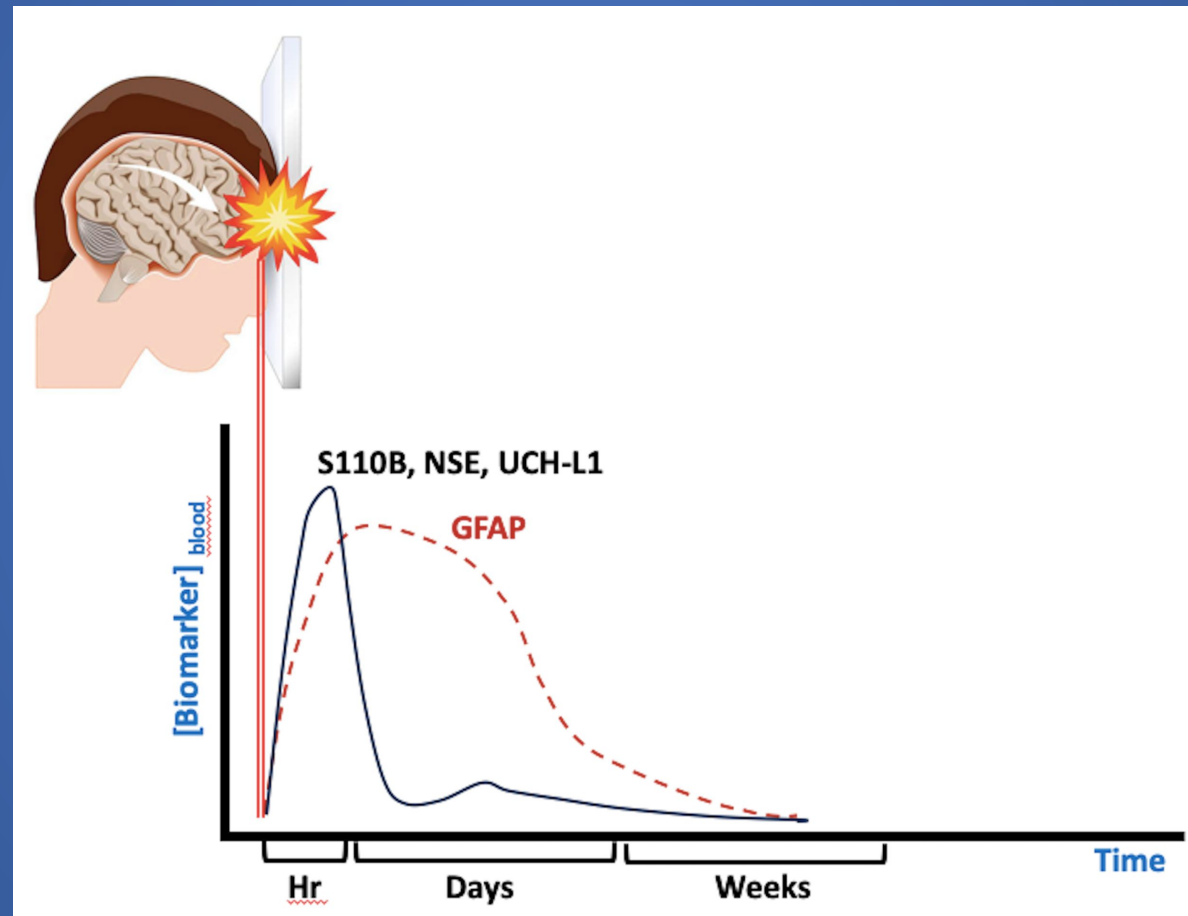 S110B, NSE, UCH-L1
GFAP
[Biomarker] blood
Hr
Days
Weeks
Time